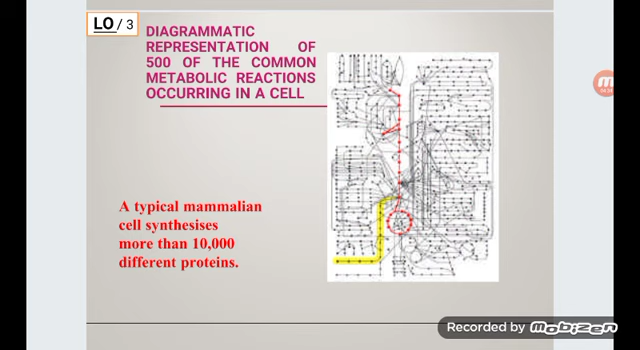 LO / 3
DIAGRAMMATIC
REPRESENTATION OF
500 OF THE COMMON
METABOLIC REACTIONS
OCCURRING IN A CELL
A typical mammalian
cell synthesises
more than 10,000
different proteins.
Recorded by
mobizen